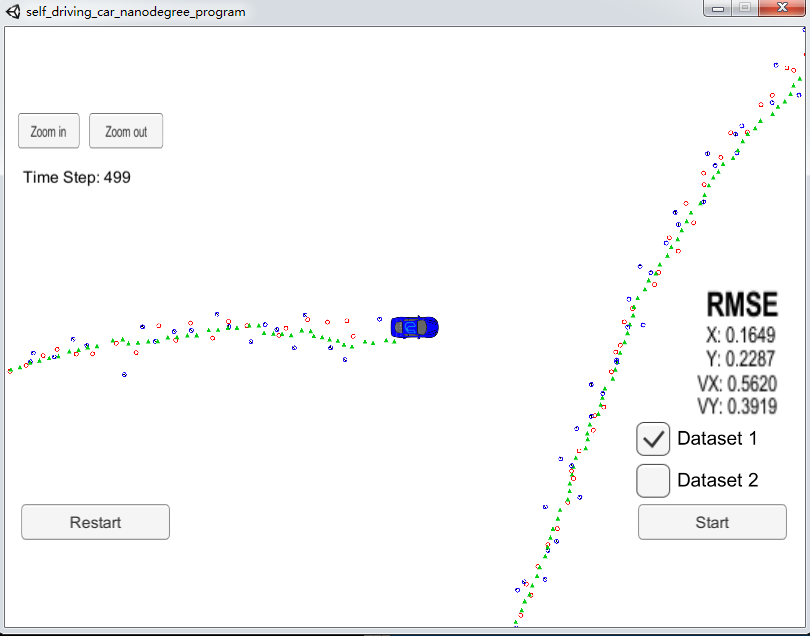 self_driving_car_nanodegree_program
Zoom in
Zoom out
Time Step: 499
RMSE
X: 0.1649
Y: 0.2287
VX: 0.5620
VY: 0.3919
Dataset 1
Dataset 2
Restart
Start